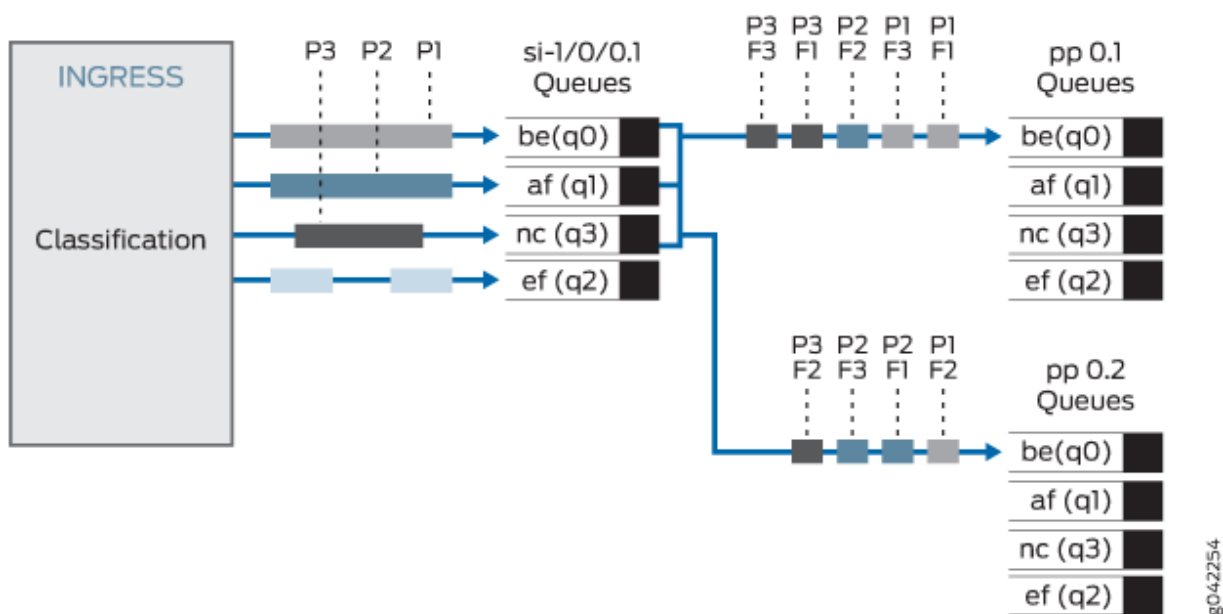 INGRESS
Classification
P3 P2 P1
si-1/0/0.1
Queues
be(q0)
af (q1)
nc (q3)
ef (q2)
P3 P3 P2 P1 P1
F3 F1 F2 F3 F1
pp 0.1
Queues
be(q0)
af (q1)
nc (q3)
ef (q2)
P3 P2 P2 P1
F2 F3 F1 F2
pp 0.2
Queues
be(q0)
af (q1)
nc (q3)
ef (q2)
g042254